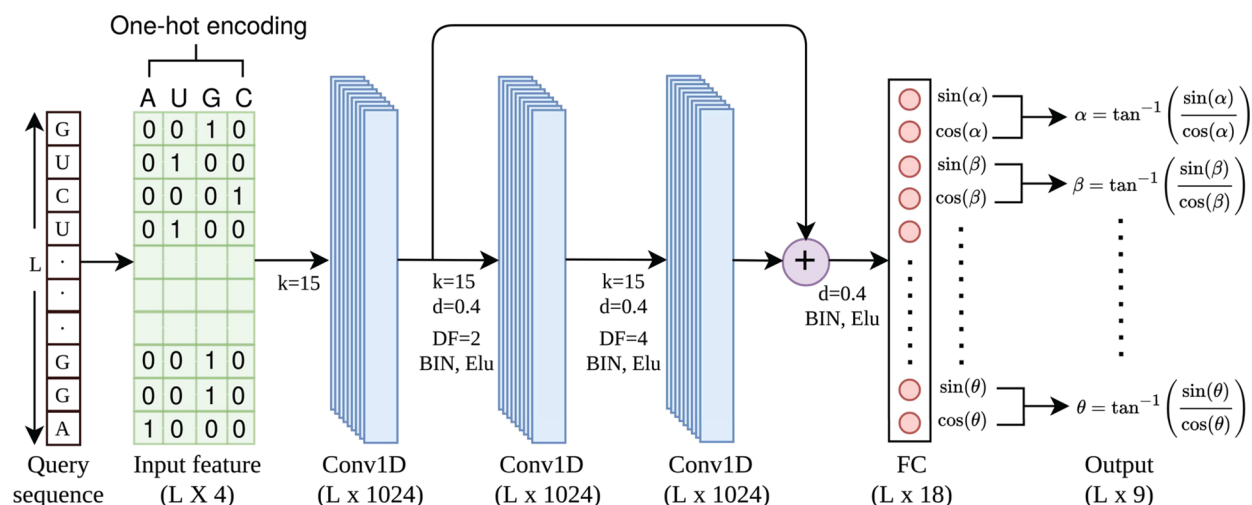 One-hot encoding
A U G C
G 0 0 1 0
U 0 1 0 0
C 0 0 0 1
U 0 1 0 0
L
.
.
.
G 0 0 1 0
G 0 0 1 0
A 1 0 0 0
Query
sequence
Input feature
(L X 4)
k=15
Conv1D
(L x 1024)
k=15
d=0.4
DF=2
BIN, Elu
Conv1D
(L x 1024)
k=15
d=0.4
DF=4
BIN, Elu
Conv1D
(L x 1024)
+
d=0.4
BIN, Elu
FC
(L x 18)
sin(α)
cos(α)
α = tan⁻¹(sin(α)/cos(α))
sin(β)
cos(β)
β = tan⁻¹(sin(β)/cos(β))
sin(θ)
cos(θ)
θ = tan⁻¹(sin(θ)/cos(θ))
Output
(L x 9)